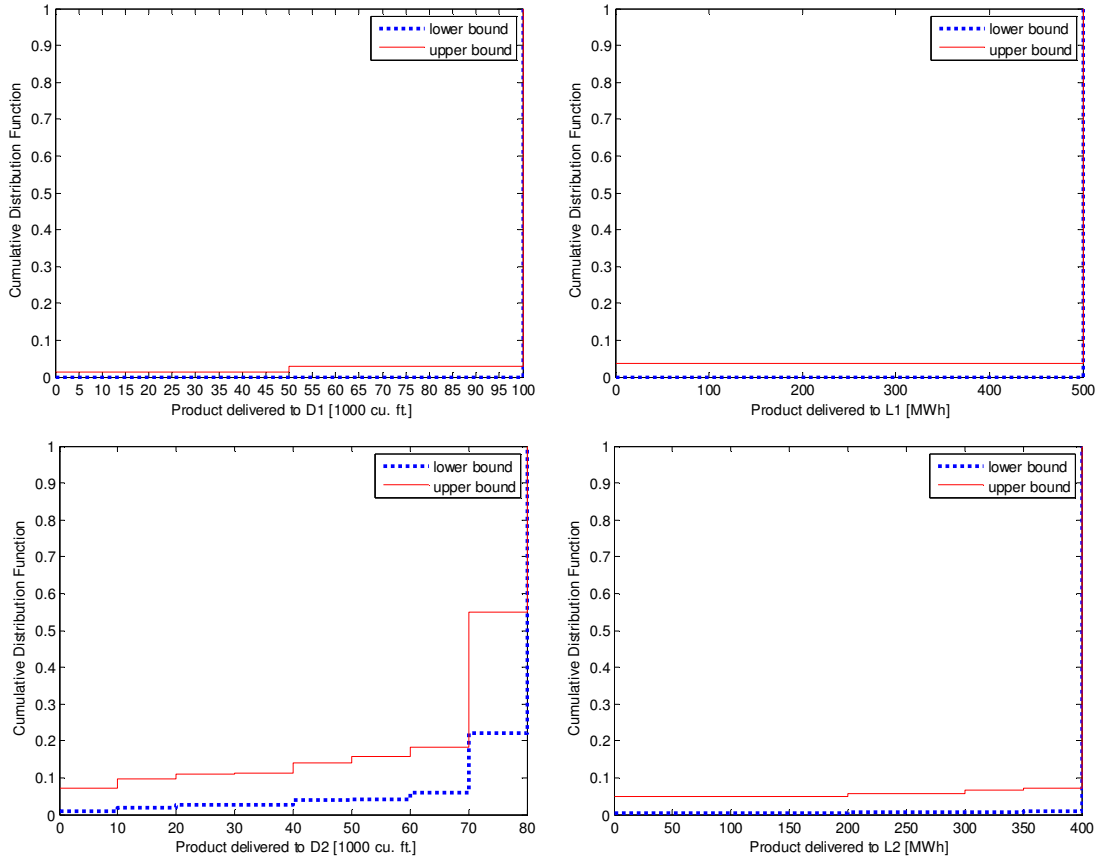 1
0.9
0.8
0.7
0.6
0.5
0.4
0.3
0.2
0.1
0
Cumulative Distribution Function
lower bound
upper bound
0 5 10 15 20 25 30 35 40 45 50 55 60 65 70 75 80 85 90 95 100
Product delivered to D1 [1000 cu. ft.]
1
0.9
0.8
0.7
0.6
0.5
0.4
0.3
0.2
0.1
0
Cumulative Distribution Function
lower bound
upper bound
0 100 200 300 400 500
Product delivered to L1 [MWh]
1
0.9
0.8
0.7
0.6
0.5
0.4
0.3
0.2
0.1
0
Cumulative Distribution Function
lower bound
upper bound
0 10 20 30 40 50 60 70 80
Product delivered to D2 [1000 cu. ft.]
1
0.9
0.8
0.7
0.6
0.5
0.4
0.3
0.2
0.1
0
Cumulative Distribution Function
lower bound
upper bound
0 50 100 150 200 250 300 350 400
Product delivered to L2 [MWh]